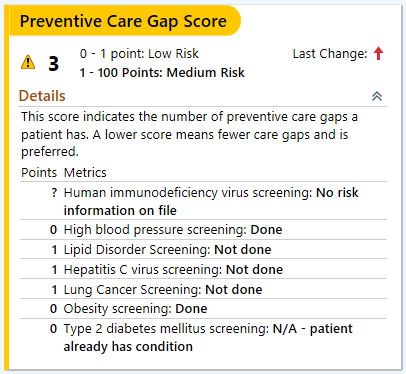 Preventive Care Gap Score
3
0 - 1 point: Low Risk
Last Change:
1 - 100 Points: Medium Risk
Details
This score indicates the number of preventive care gaps a
patient has. A lower score means fewer care gaps and is
preferred.
Points Metrics
? Human immunodeficiency virus screening: No risk
information on file
0 High blood pressure screening: Done
1 Lipid Disorder Screening: Not done
1 Hepatitis C virus screening: Not done
1 Lung Cancer Screening: Not done
0 Obesity screening: Done
0 Type 2 diabetes mellitus screening: N/A - patient
already has condition